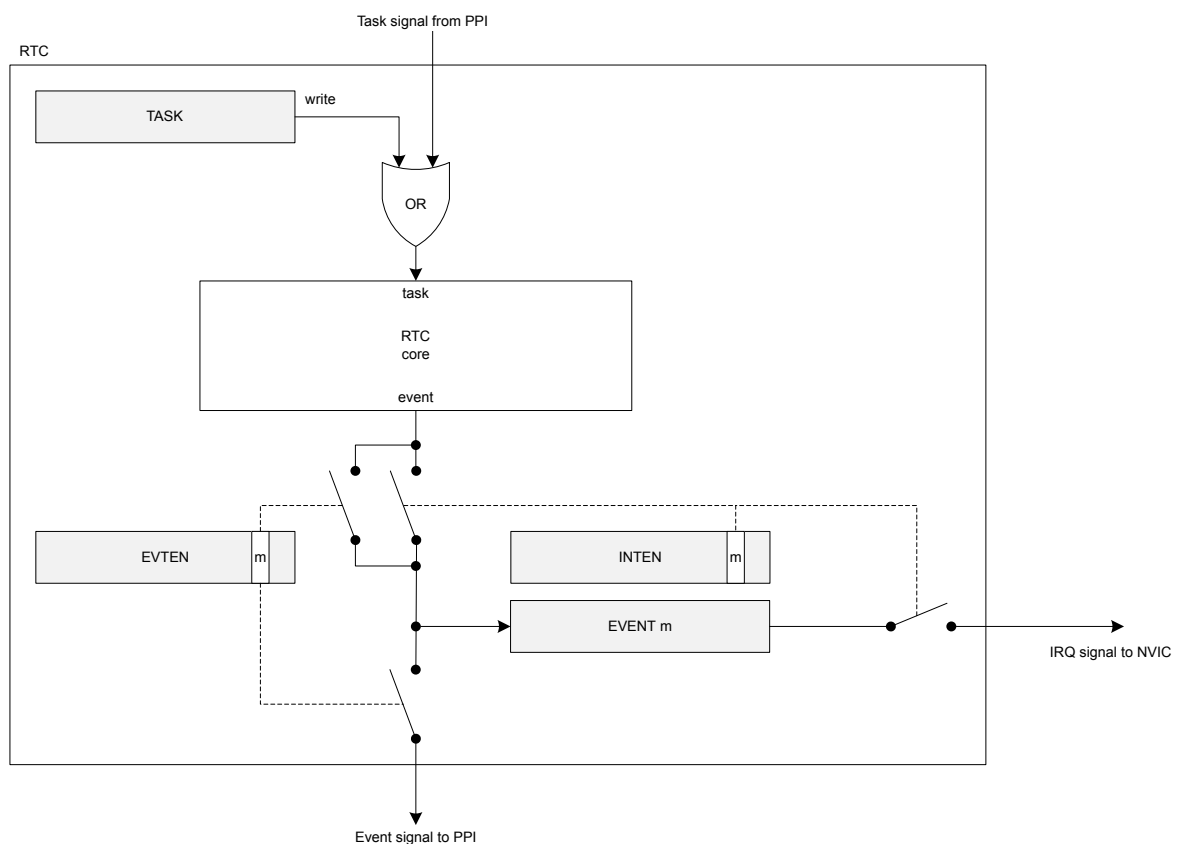 Task signal from PPI
RTC
write
TASK
OR
task
RTC
core
event
EVTEN
m
INTEN
m
EVENT m
IRQ signal to NVIC
Event signal to PPI